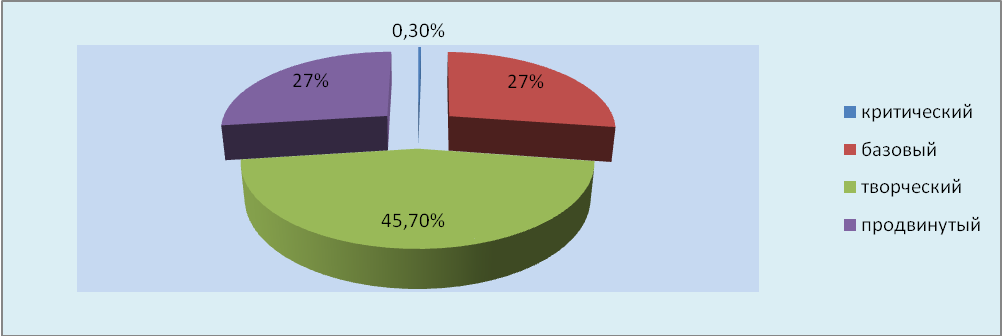 0,30%
27%
27%
45,70%
критический
базовый
творческий
продвинутый